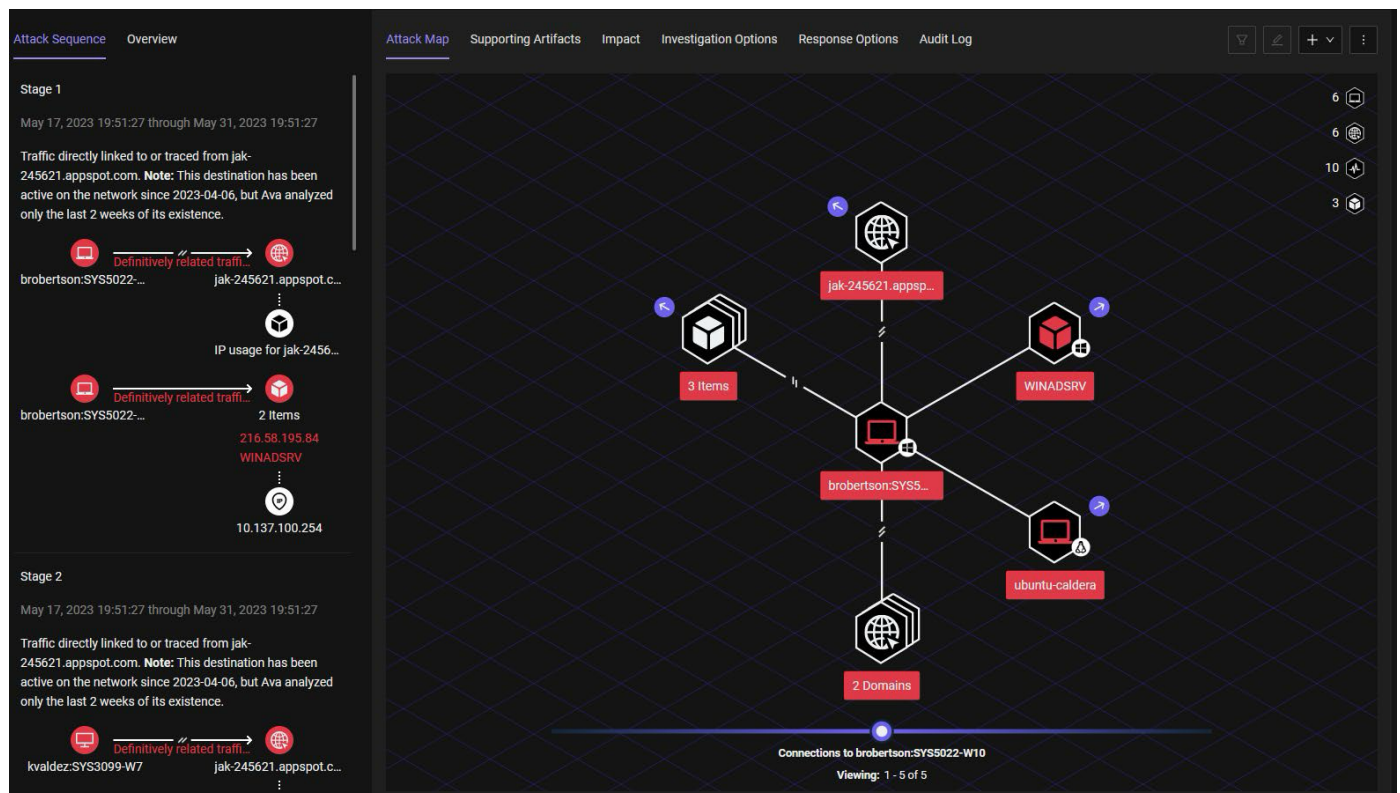 Attack Sequence
Overview
Stage 1
May 17, 2023 19:51:27 through May 31, 2023 19:51:27
Traffic directly linked to or traced from jak-
245621.appspot.com. Note: This destination has been
active on the network since 2023-04-06, but Ava analyzed
only the last 2 weeks of its existence.
Definitively related traffi...
brobertson:SYS5022-...
jak-245621.appspot.c...
IP usage for jak-2456...
Definitively related traffi...
brobertson:SYS5022-...
2 Items
216.58.195.84
WINADSRV
IP
10.137.100.254
Stage 2
May 17, 2023 19:51:27 through May 31, 2023 19:51:27
Traffic directly linked to or traced from jak-
245621.appspot.com. Note: This destination has been
active on the network since 2023-04-06, but Ava analyzed
only the last 2 weeks of its existence.
Definitively related traffi...
kvaldez:SYS3099-W7
jak-245621.appspot.c...
Attack Map
Supporting Artifacts
Impact
Investigation Options
Response Options
Audit Log
6
6
10
3
jak-245621.appsp...
3 Items
WINADSRV
brobertson:SYS5...
ubuntu-caldera
2 Domains
Connections to brobertson:SYS5022-W10
Viewing: 1 - 5 of 5